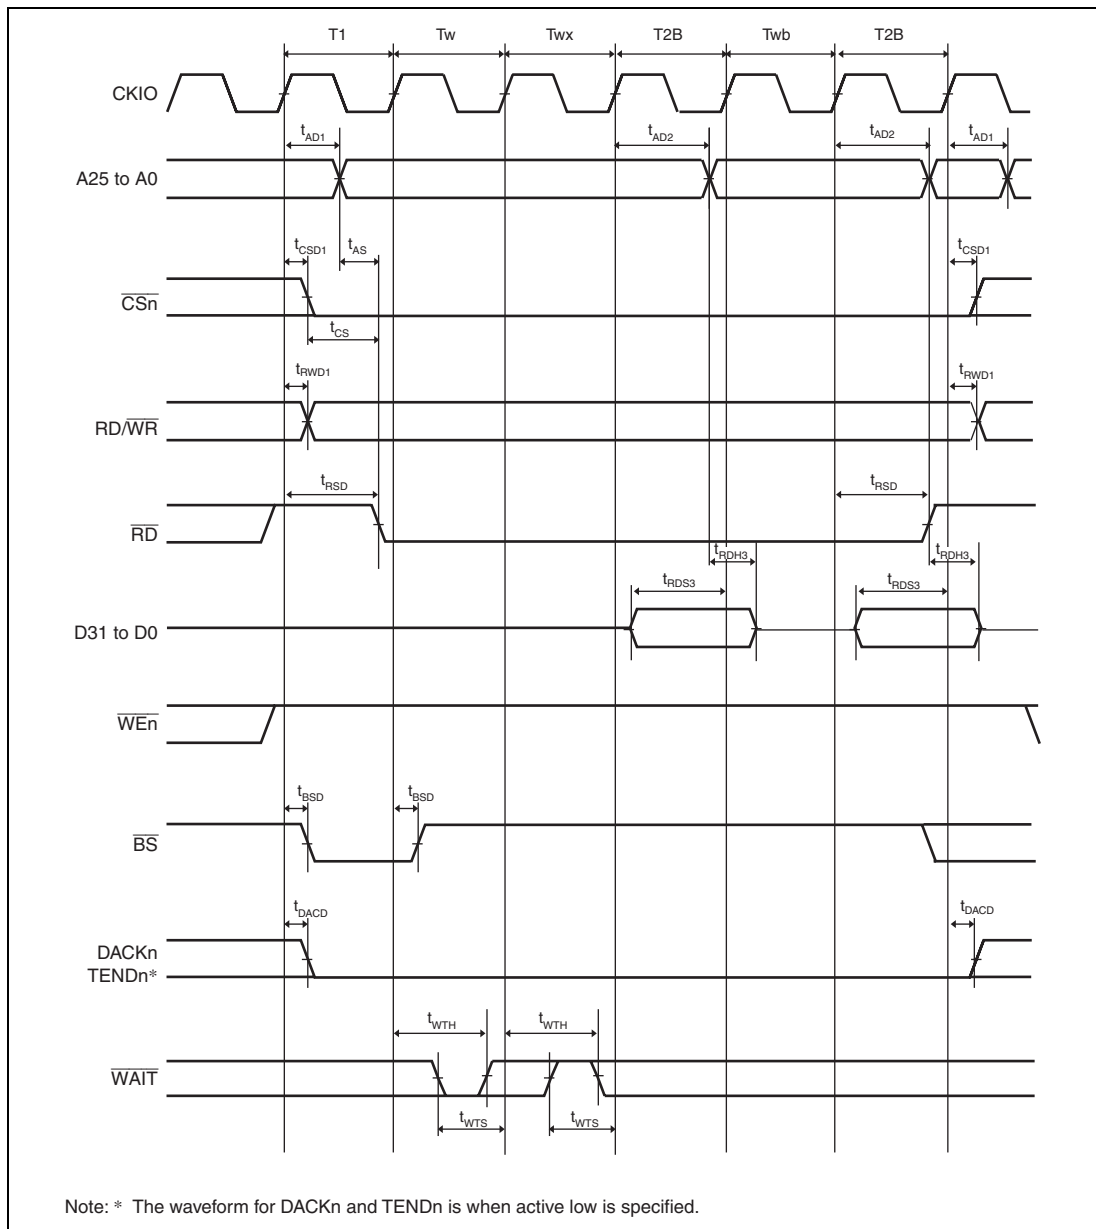 T1 Tw Twx T2B Twb T2B
CKIO
tAD1 tAD2 tAD2 tAD1
A25 to A0
tCSD1 tAS tCSD1
CSn
tCS
tRWD1 tRWD1
RD/WR
tRSD tRSD
RD
tRDH3 tRDH3
tRDS3 tRDS3
D31 to D0
WEn
tBSD tBSD
BS
tDACD tDACD
DACKn
TENDn*
tWTH tWTH
WAIT
tWTS tWTS
Note: * The waveform for DACKn and TENDn is when active low is specified.